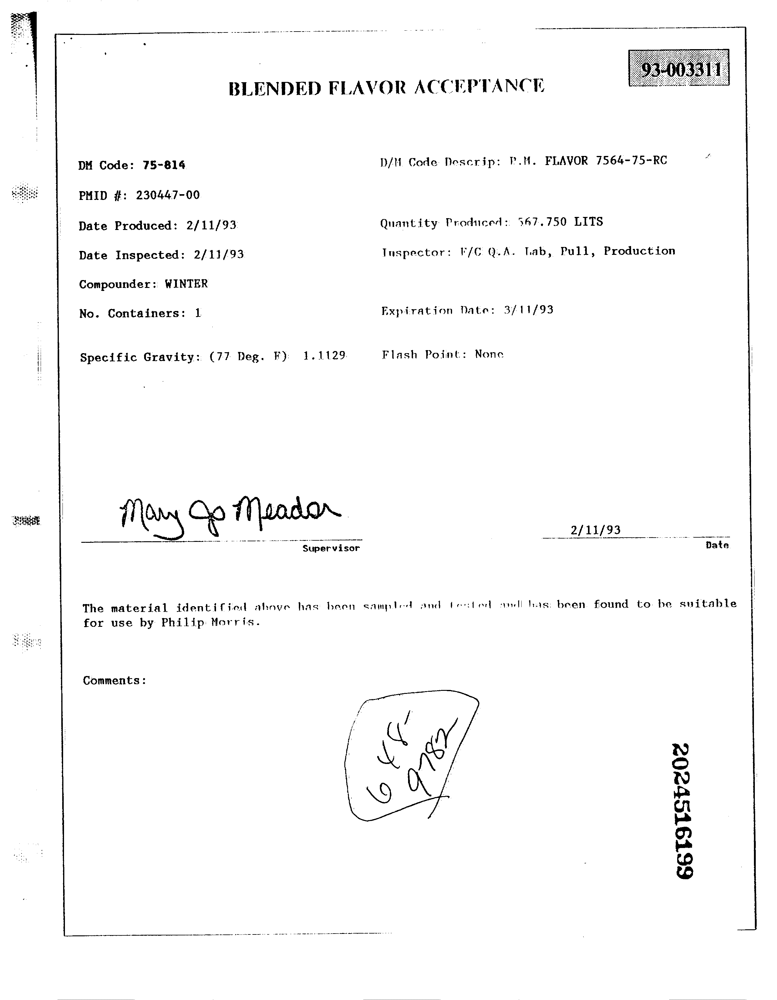 93-003311
BLENDED FLAVOR ACCEPTANCE
DM Code: 75-814 D/M Code Descrip: P.M. FLAVOR 7564-75-RC
PMID #: 230447-00
Date Produced: 2/11/93 Quantity Produced: 567.750 LITS
Date Inspected: 2/11/93 Inspector: F/C Q.A. Lab, Pull, Production
Compounder: WINTER
No. Containers: 1 Expiration Date: 3/11/93
Specific Gravity: (77 Deg. F) 1.1129 Flash Point: None
Mary Jo Meador
2/11/93
Supervisor Date
The material identified above has been sampled and tested and has been found to be suitable
for use by Philip Morris.
Comments:
648
9782
2024516199